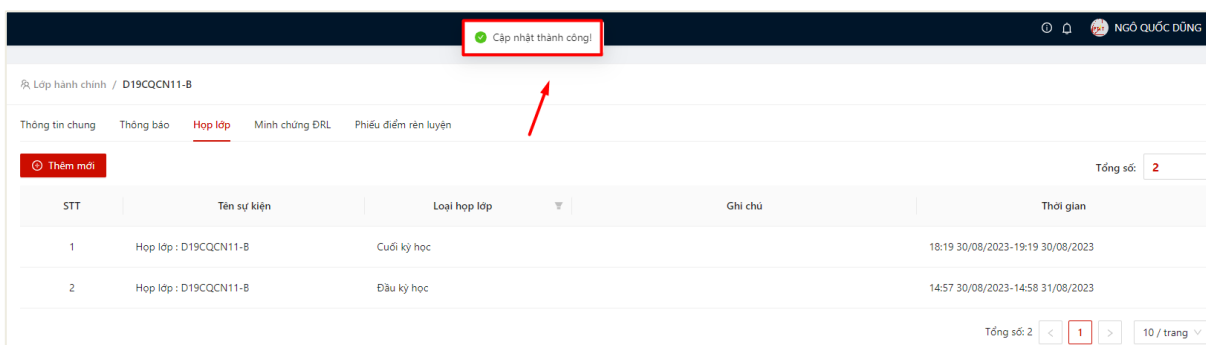 Cập nhật thành công!
NGÔ QUỐC DŨNG
Lớp hành chính / D19CQCN11-B
Thông tin chung Thông báo Họp lớp Minh chứng ĐRL Phiếu điểm rèn luyện
Thêm mới Tổng số: 2
STT Tên sự kiện Loại họp lớp Ghi chú Thời gian
1 Họp lớp : D19CQCN11-B Cuối kỳ học 18:19 30/08/2023-19:19 30/08/2023
2 Họp lớp : D19CQCN11-B Đầu kỳ học 14:57 30/08/2023-14:58 31/08/2023
Tổng số: 2 < 1 > 10 / trang